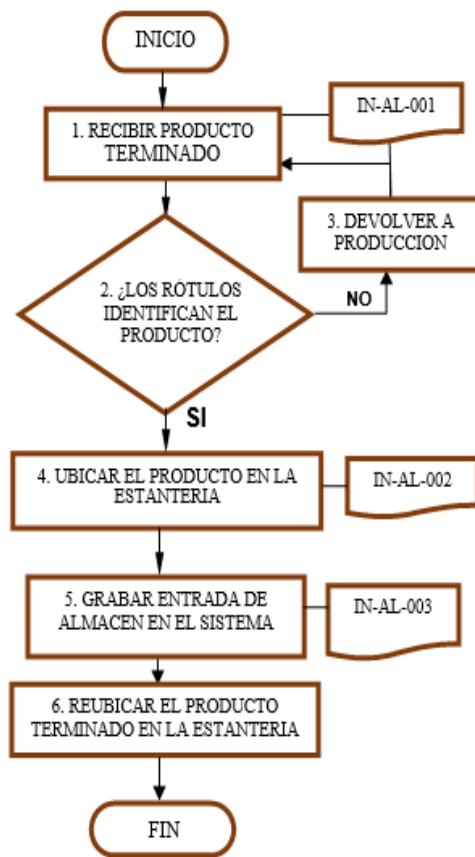 INICIO
IN-AL-001
1. RECIBIR PRODUCTO
TERMINADO
3. DEVOLVER A
PRODUCCION
2. ¿LOS RÓTULOS
IDENTIFICAN EL
PRODUCTO?
NO
SI
4. UBICAR EL PRODUCTO EN LA
ESTANTERIA
IN-AL-002
5. GRABAR ENTRADA DE
ALMACEN EN EL SISTEMA
IN-AL-003
6. REUBICAR EL PRODUCTO
TERMINADO EN LA ESTANTERIA
FIN